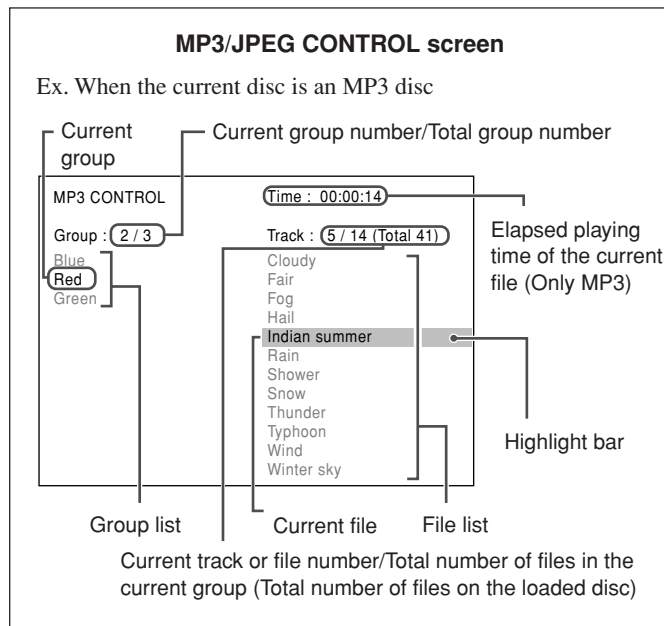 MP3/JPEG CONTROL screen
Ex. When the current disc is an MP3 disc
Current
group
Current group number/Total group number
MP3 CONTROL
Time : 00:00:14
Group : 2 / 3
Track : 5 / 14 (Total 41)
Blue
Red
Green
Cloudy
Fair
Fog
Hail
Indian summer
Rain
Shower
Snow
Thunder
Typhoon
Wind
Winter sky
Elapsed playing
time of the current
file (Only MP3)
Highlight bar
Group list
Current file
File list
Current track or file number/Total number of files in the
current group (Total number of files on the loaded disc)